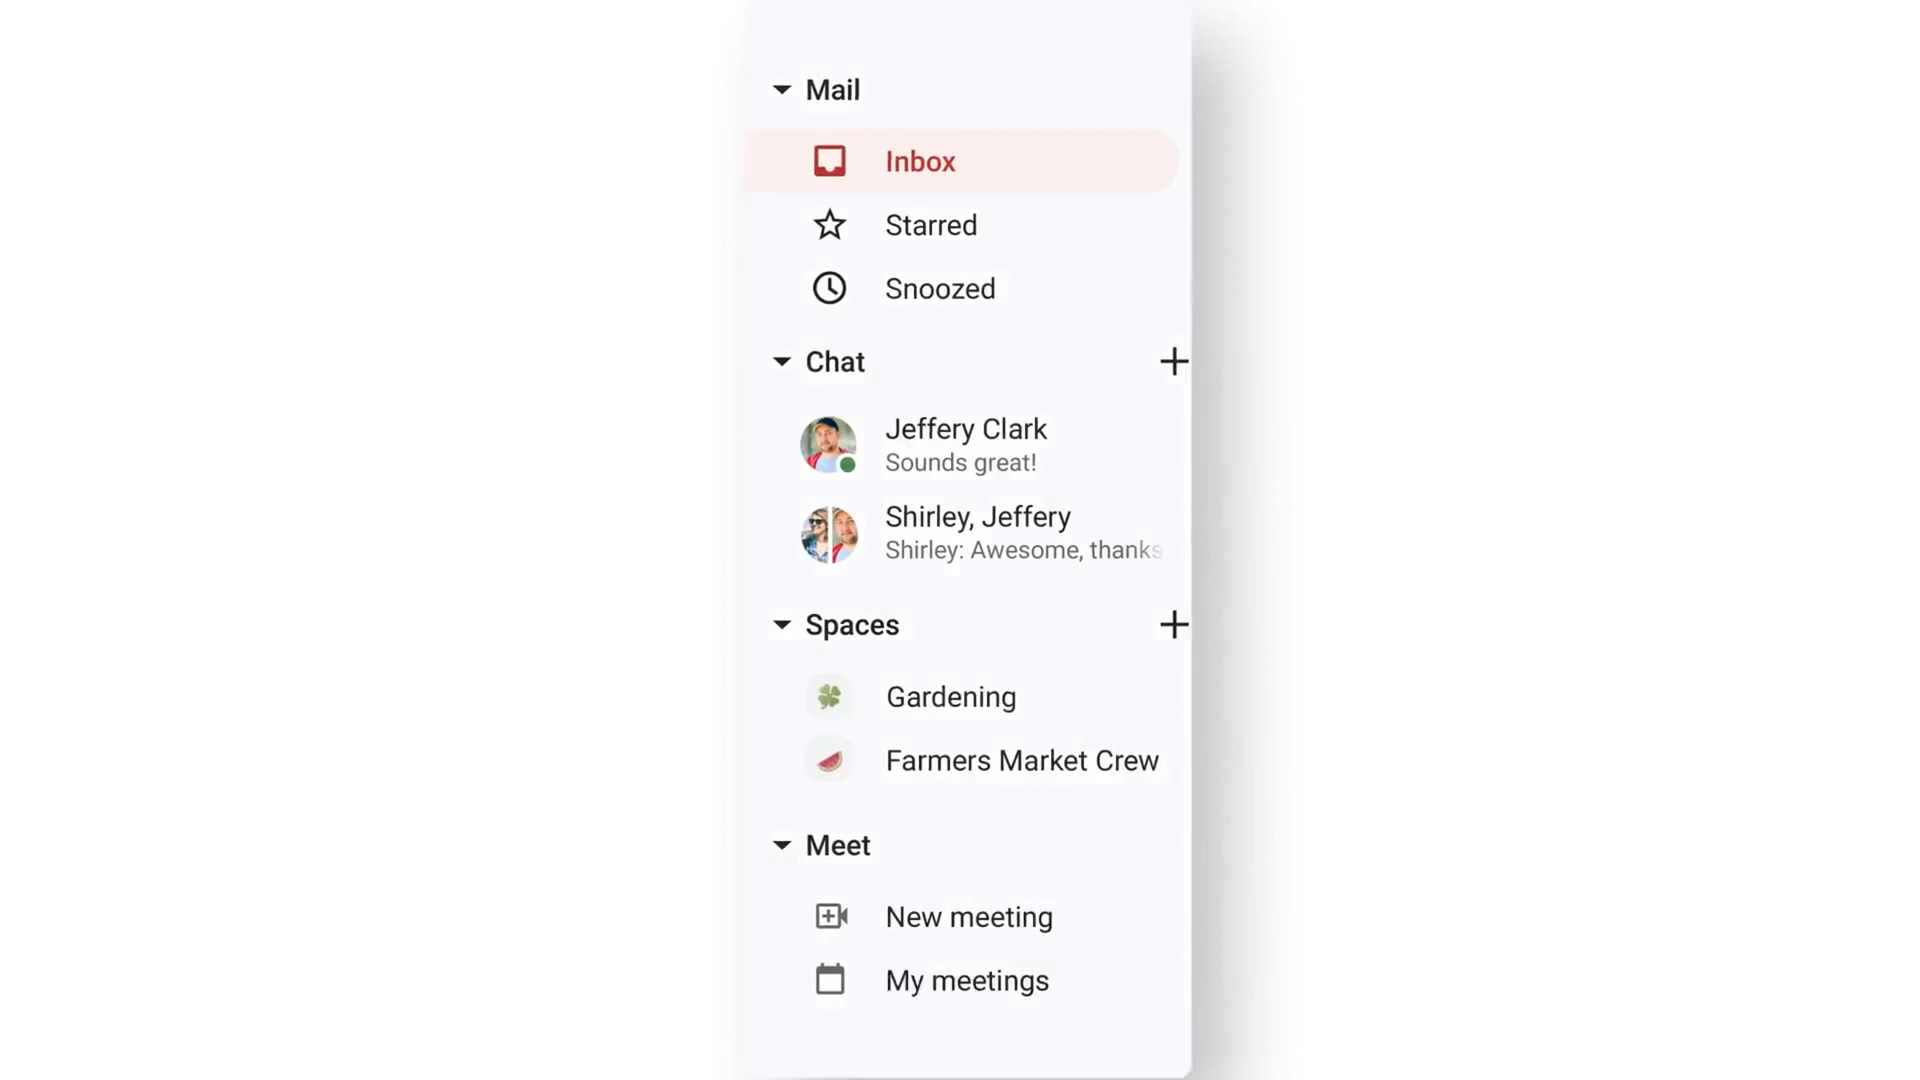 Mail
Inbox
Starred
Snoozed
Chat
Jeffery Clark
Sounds great!
Shirley, Jeffery
Shirley: Awesome, thanks
Spaces
Gardening
Farmers Market Crew
Meet
New meeting
My meetings